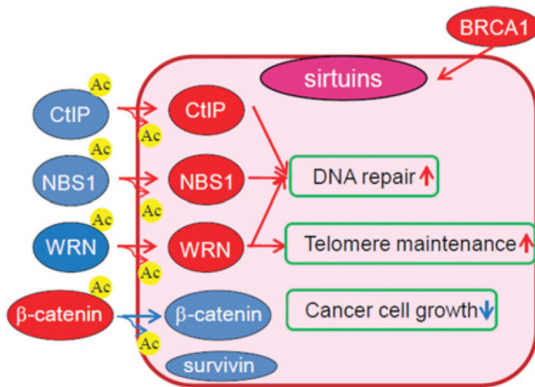 BRCA1
sirtuins
Ac
CtIP
CtIP
Ac
Ac
NBS1
NBS1
DNA repair
Ac
Ac
WRN
WRN
Telomere maintenance
Ac
Ac
β-catenin
β-catenin
Cancer cell growth
Ac
survivin